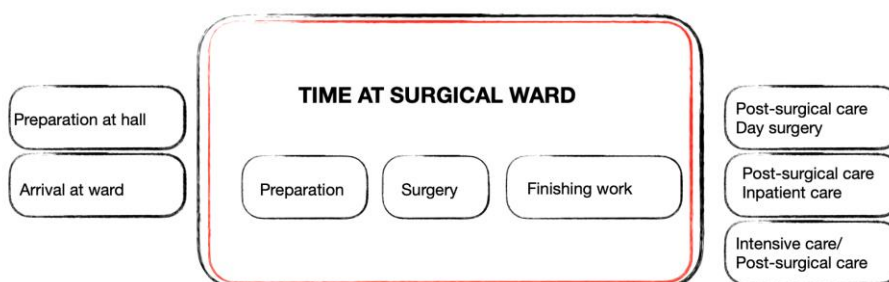 TIME AT SURGICAL WARD
Preparation at hall
Arrival at ward
Preparation
Surgery
Finishing work
Post-surgical care
Day surgery
Post-surgical care
Inpatient care
Intensive care/
Post-surgical care